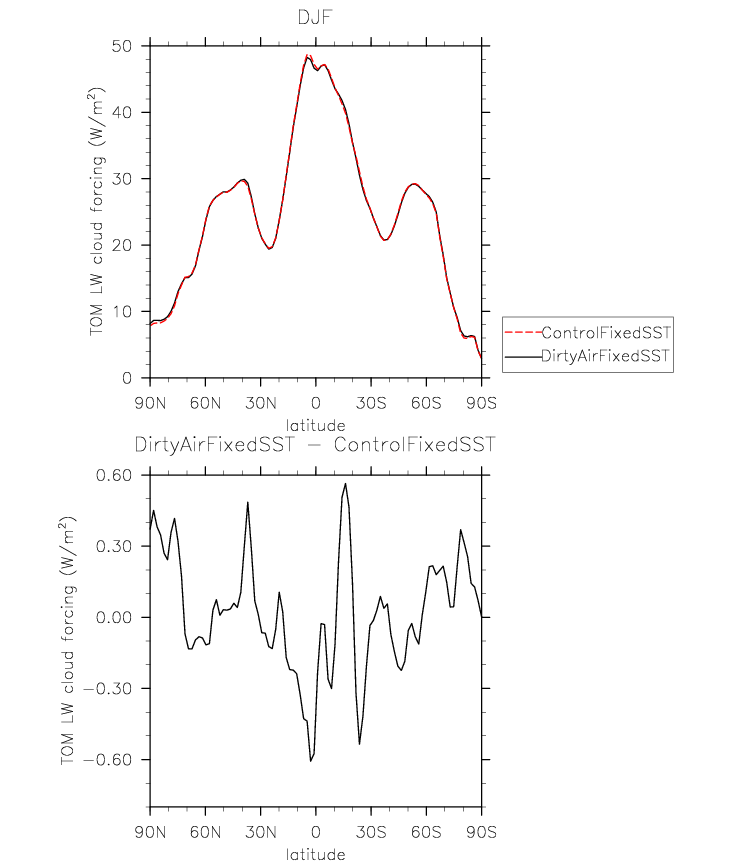 DJF
TOM LW cloud forcing (W/m²)
50
40
30
20
10
0
90N 60N 30N 0 30S 60S 90S
latitude
ControlFixedSST
DirtyAirFixedSST
DirtyAirFixedSST − ControlFixedSST
TOM LW cloud forcing (W/m²)
0.60
0.30
0.00
−0.30
−0.60
90N 60N 30N 0 30S 60S 90S
latitude